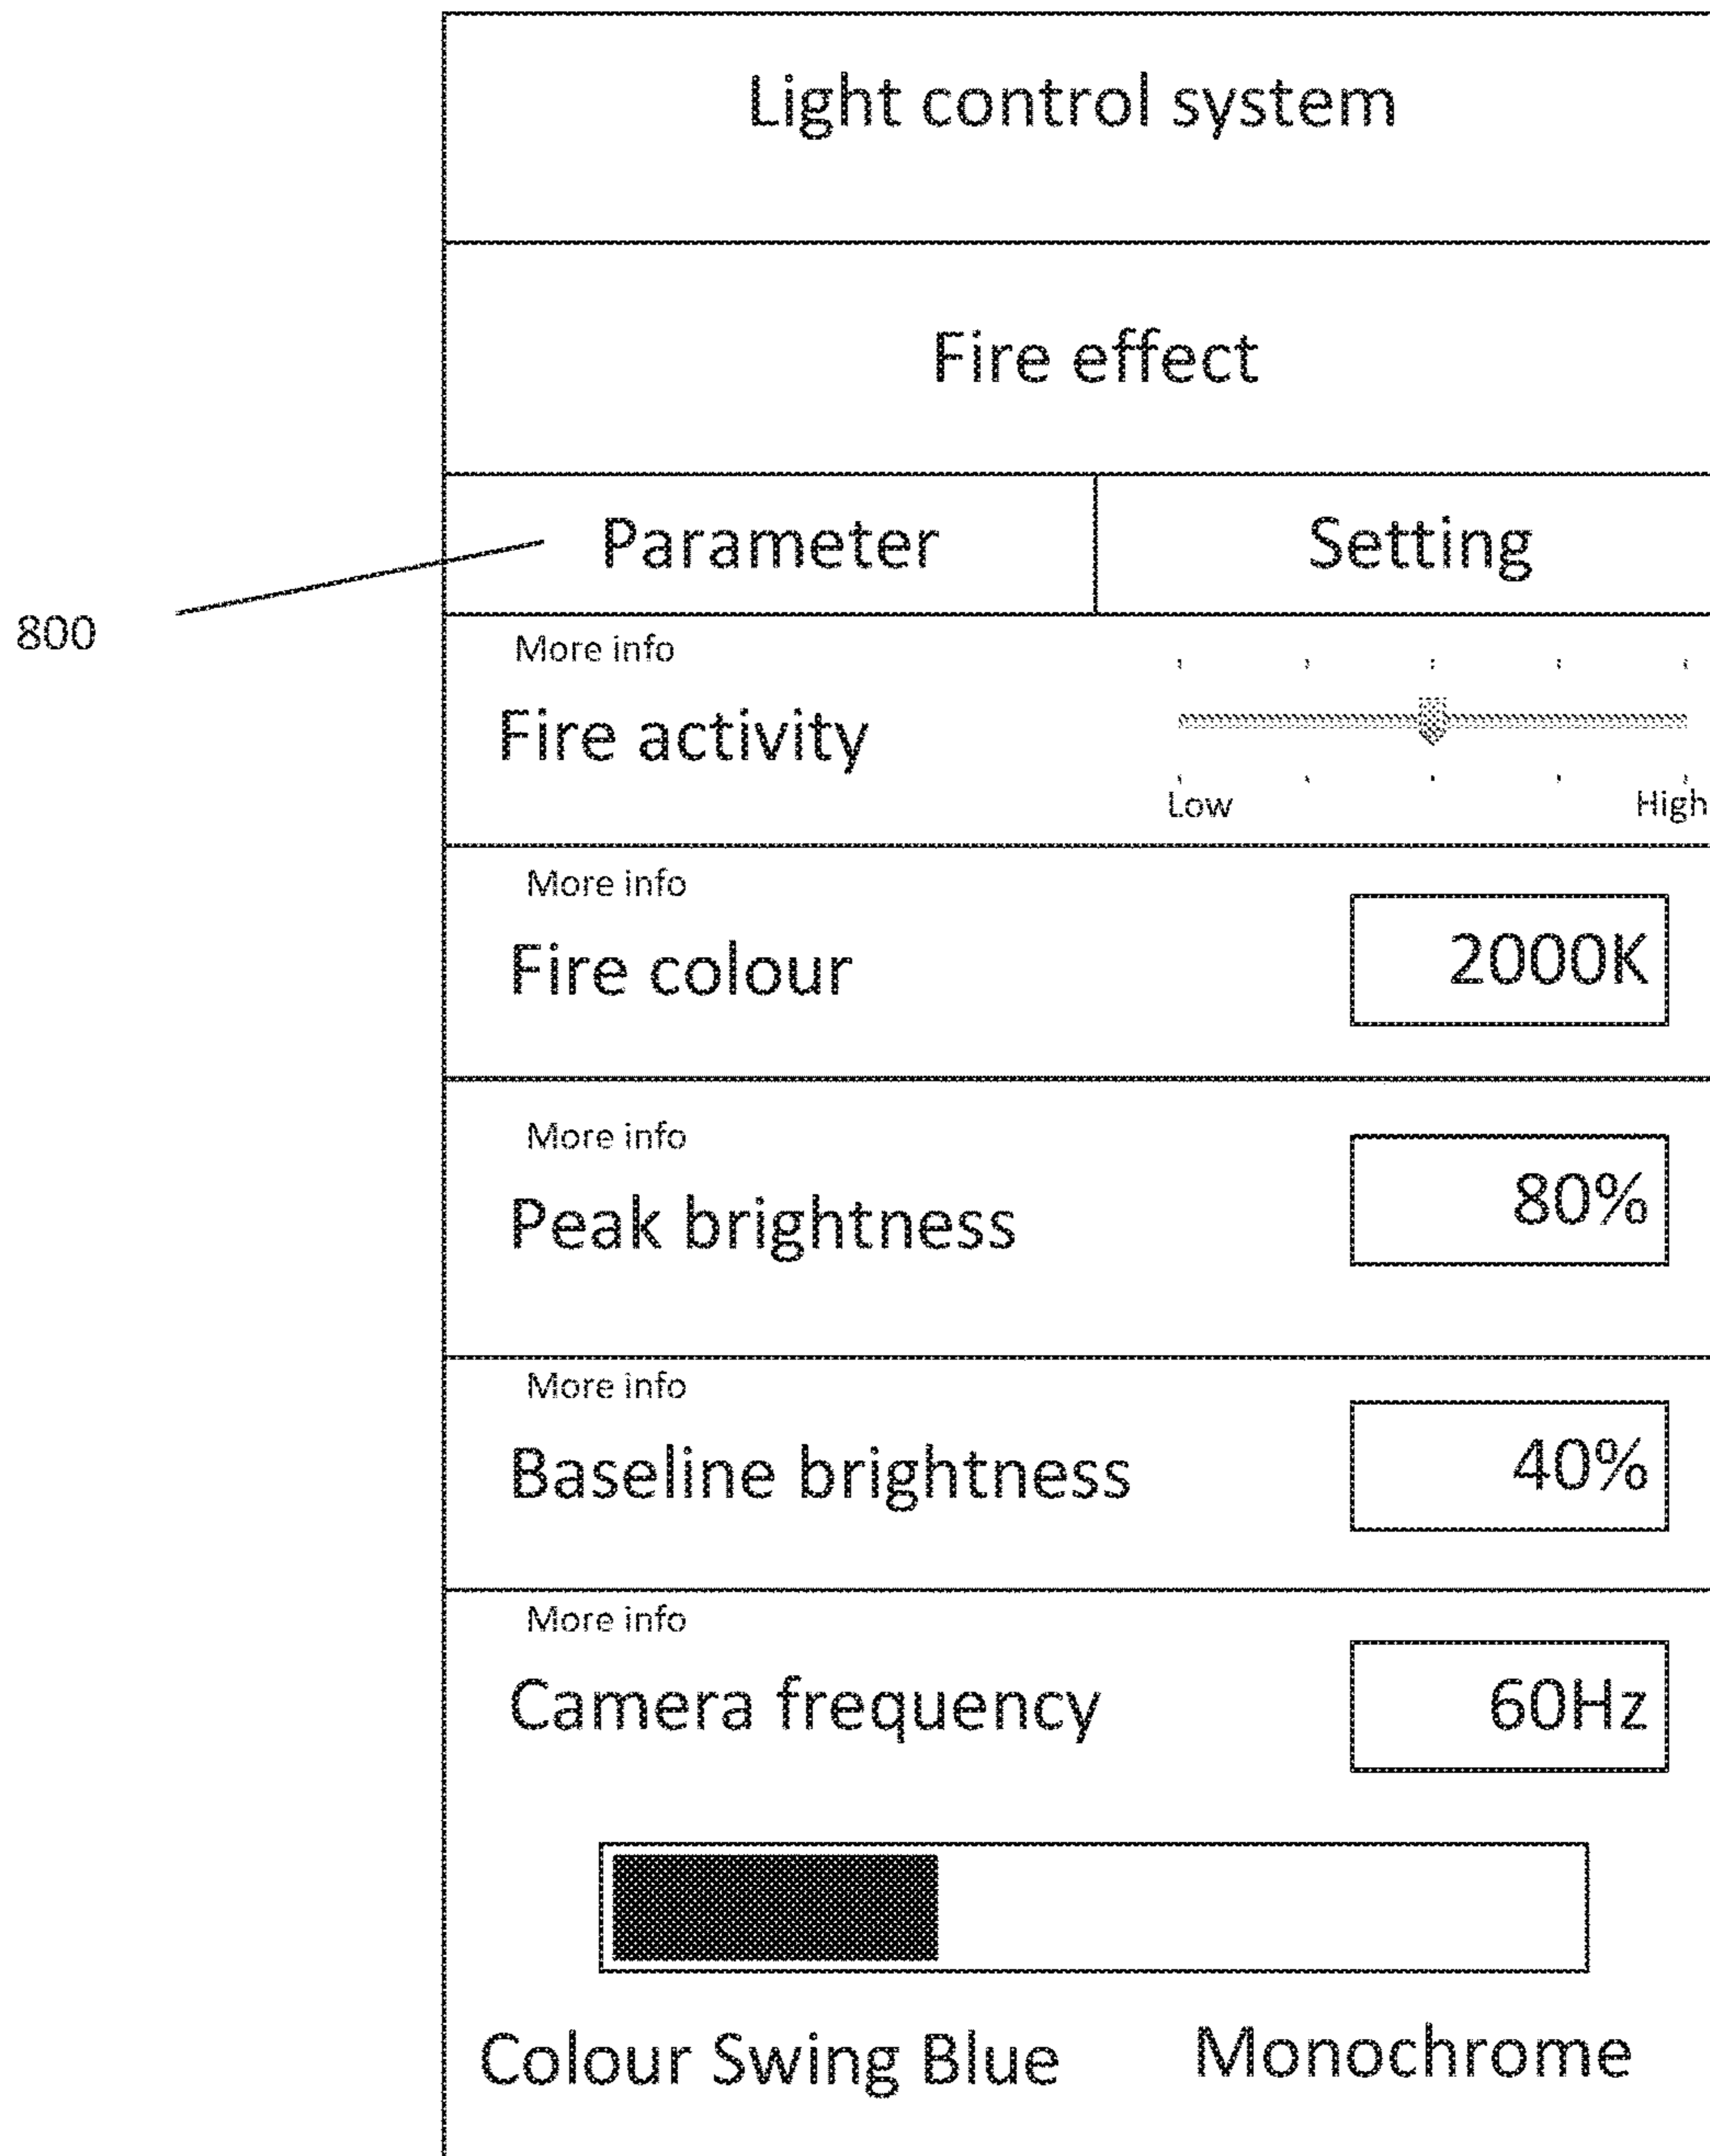 Light control system
Fire effect
Parameter Setting
800
More info
Fire activity
Low High
More info
Fire colour 2000K
More info
Peak brightness 80%
More info
Baseline brightness 40%
More info
Camera frequency 60Hz
Colour Swing Blue Monochrome